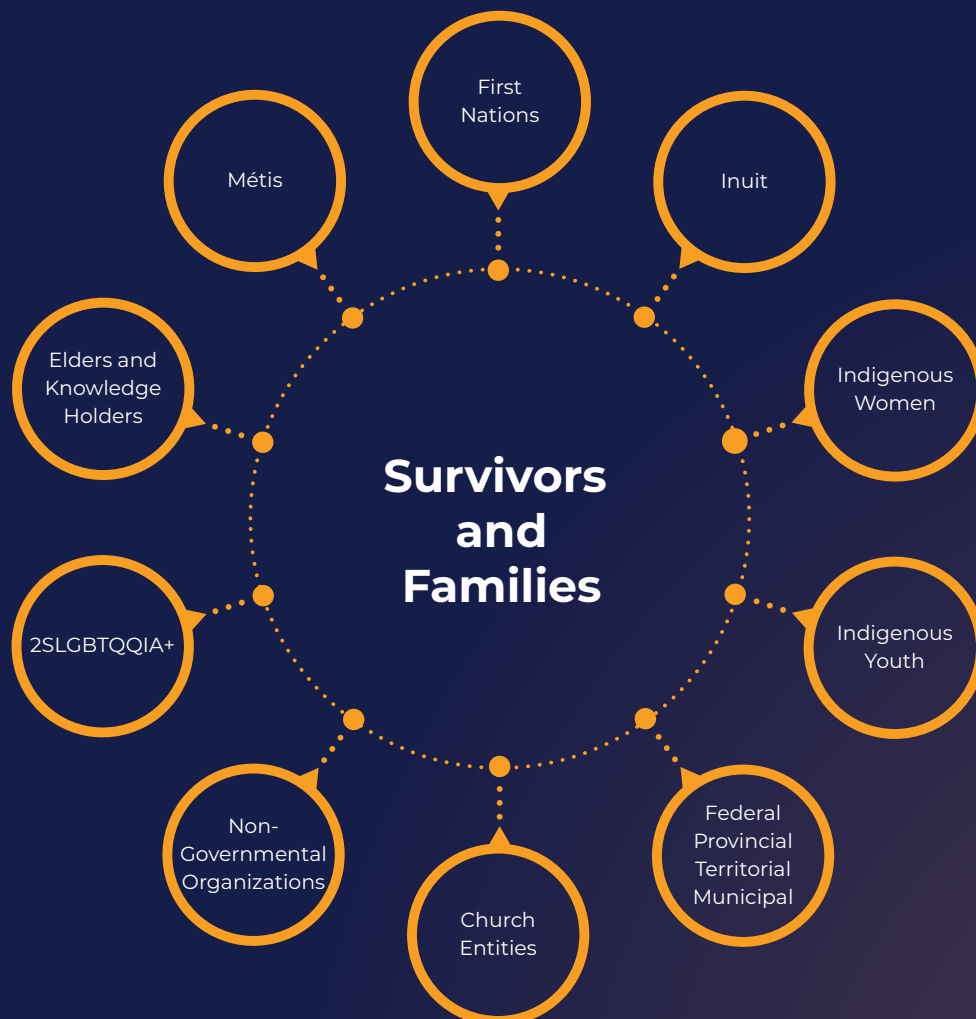 First
Nations
Métis
Inuit
Elders and
Knowledge
Holders
Indigenous
Women
Survivors
and
Families
2SLGBTQQIA+
Indigenous
Youth
Non-
Governmental
Organizations
Federal
Provincial
Territorial
Municipal
Church
Entities